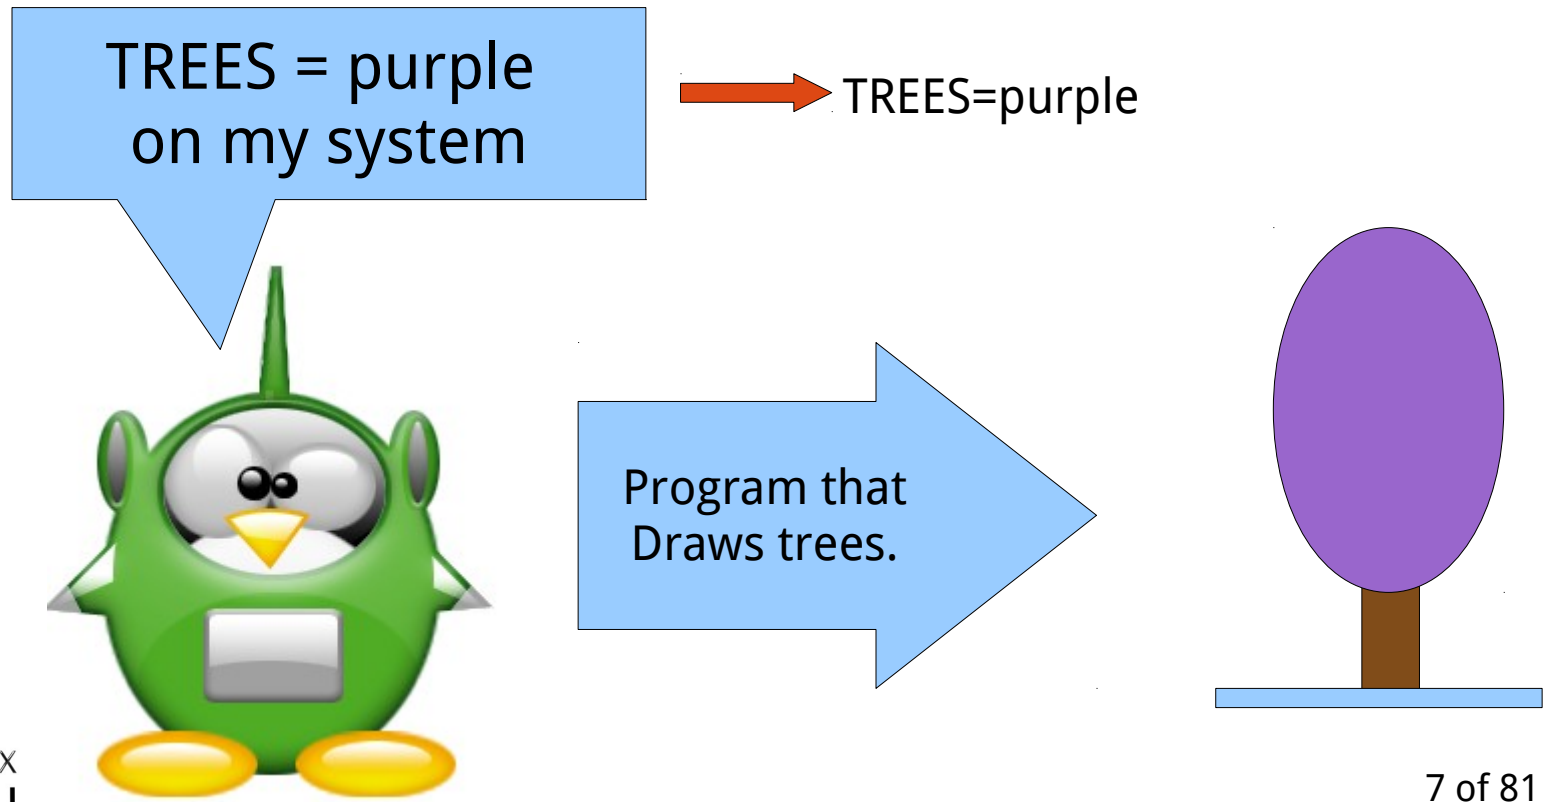 TREES = purple
on my system
TREES=purple
Program that
Draws trees.
x
7 of 81